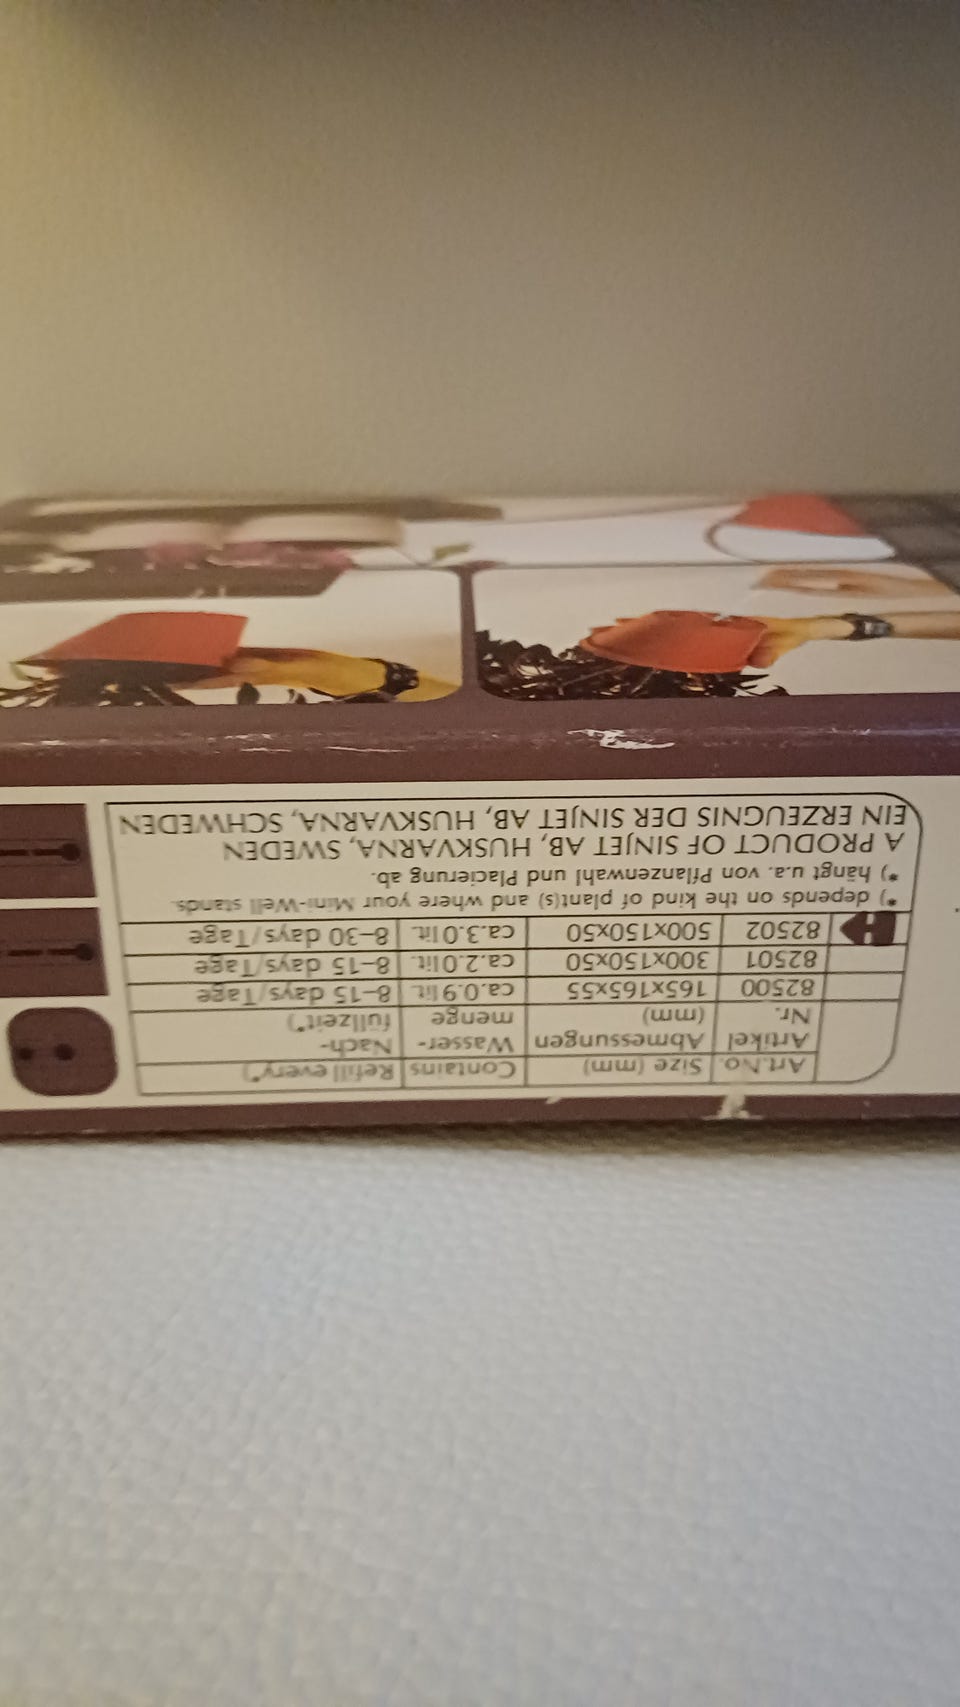 Art.No. Size (mm) Contains Refill every*)
Artikel Abmessungen Wasser- Nach-
Nr. (mm) menge füllzeit*)
82500 165x165x55 ca.0.9 lit. 8–15 days/Tage
82501 300x150x50 ca.2.0 lit. 8–15 days/Tage
82502 500x150x50 ca.3.0 lit. 8–30 days/Tage
*) depends on the kind of plant(s) and where your Mini-Well stands.
*) hängt u.a. von Pflanzenwahl und Placierung ab.
A PRODUCT OF SINJET AB, HUSKVARNA, SWEDEN
EIN ERZEUGNIS DER SINJET AB, HUSKVARNA, SCHWEDEN